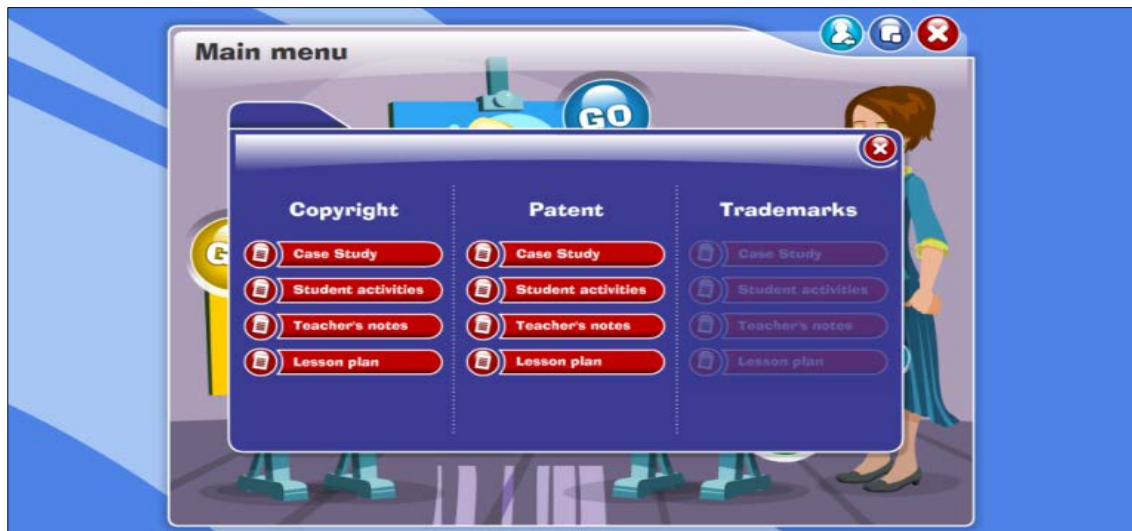 Main menu
GO
Copyright
Patent
Trademarks
Case Study
Case Study
Case Study
Student activities
Student activities
Student activities
Teacher's notes
Teacher's notes
Teacher's notes
Lesson plan
Lesson plan
Lesson plan